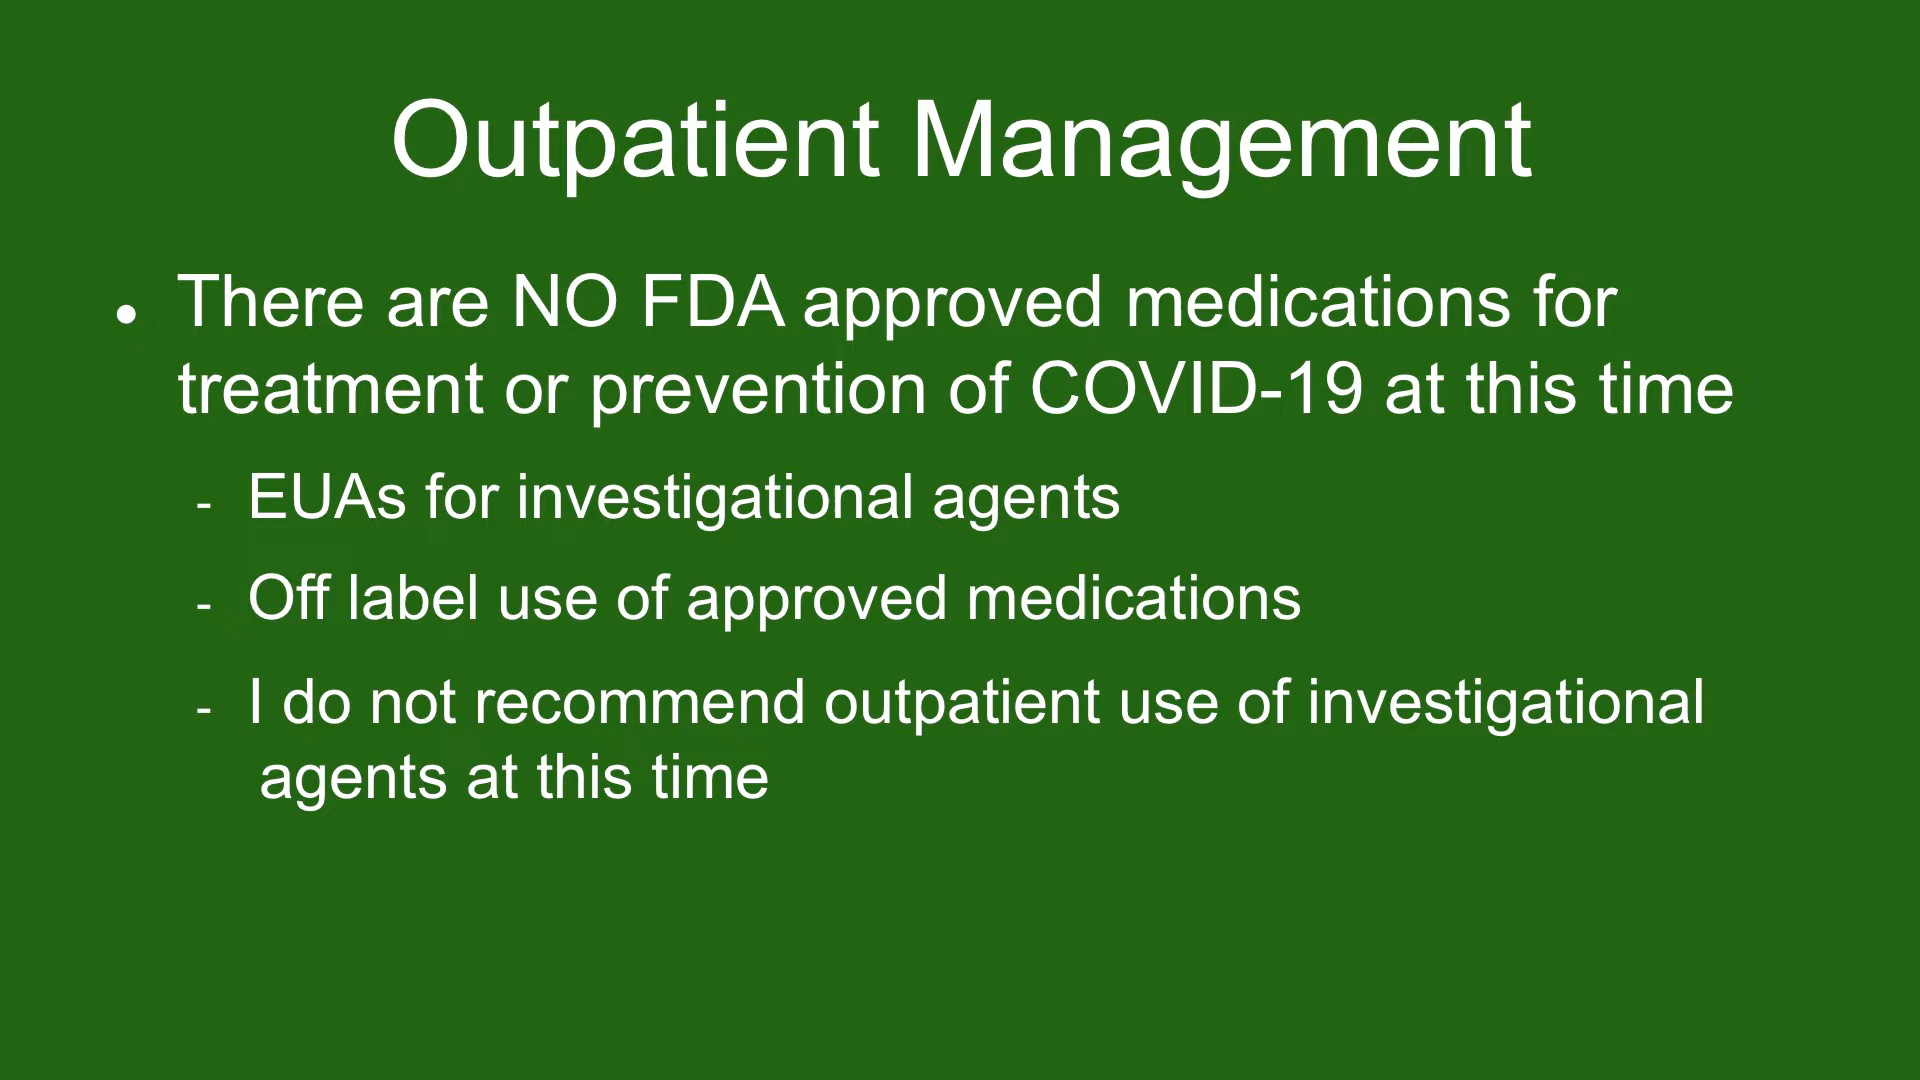 Outpatient Management
• There are NO FDA approved medications for
treatment or prevention of COVID-19 at this time
- EUAs for investigational agents
- Off label use of approved medications
- I do not recommend outpatient use of investigational
agents at this time